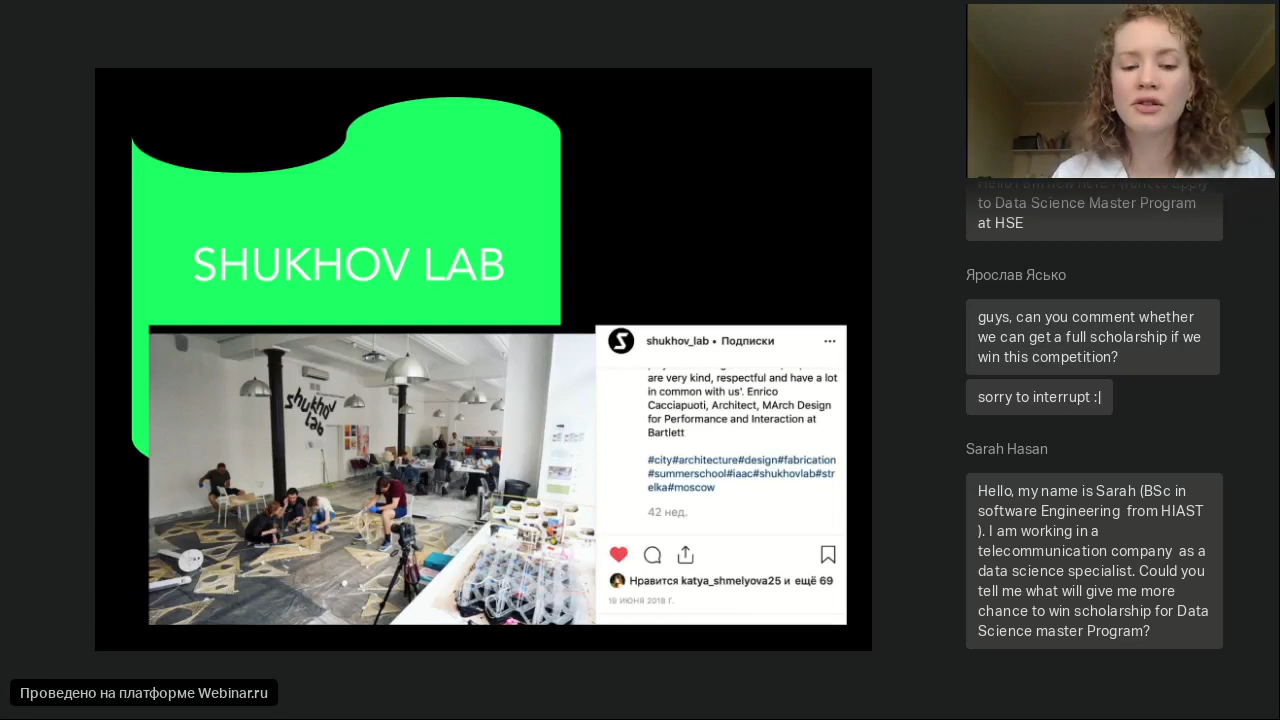 SHUKHOV LAB
shukhov
lab
shukhov_lab • Подписки
are very kind, respectful and have a lot
in common with us'. Enrico
Cacciapuoti, Architect, MArch Design
for Performance and Interaction at
Bartlett
#city#architecture#design#fabrication
#summerschool#iaac#shukhovlab#str
elka#moscow
42 нед.
Нравится katya_shmelyova25 и ещё 69
19 ИЮНЯ 2018 Г.
to Data Science Master Program
at HSE
Ярослав Ясько
guys, can you comment whether
we can get a full scholarship if we
win this competition?
sorry to interrupt :|
Sarah Hasan
Hello, my name is Sarah (BSc in
software Engineering from HIAST
). I am working in a
telecommunication company as a
data science specialist. Could you
tell me what will give me more
chance to win scholarship for Data
Science master Program?
Проведено на платформе Webinar.ru